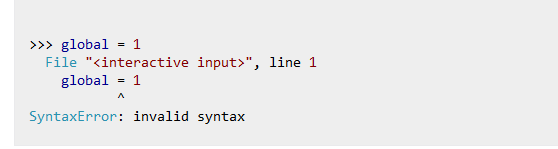 >>> global = 1
  File "<interactive input>", line 1
    global = 1
           ^
SyntaxError: invalid syntax